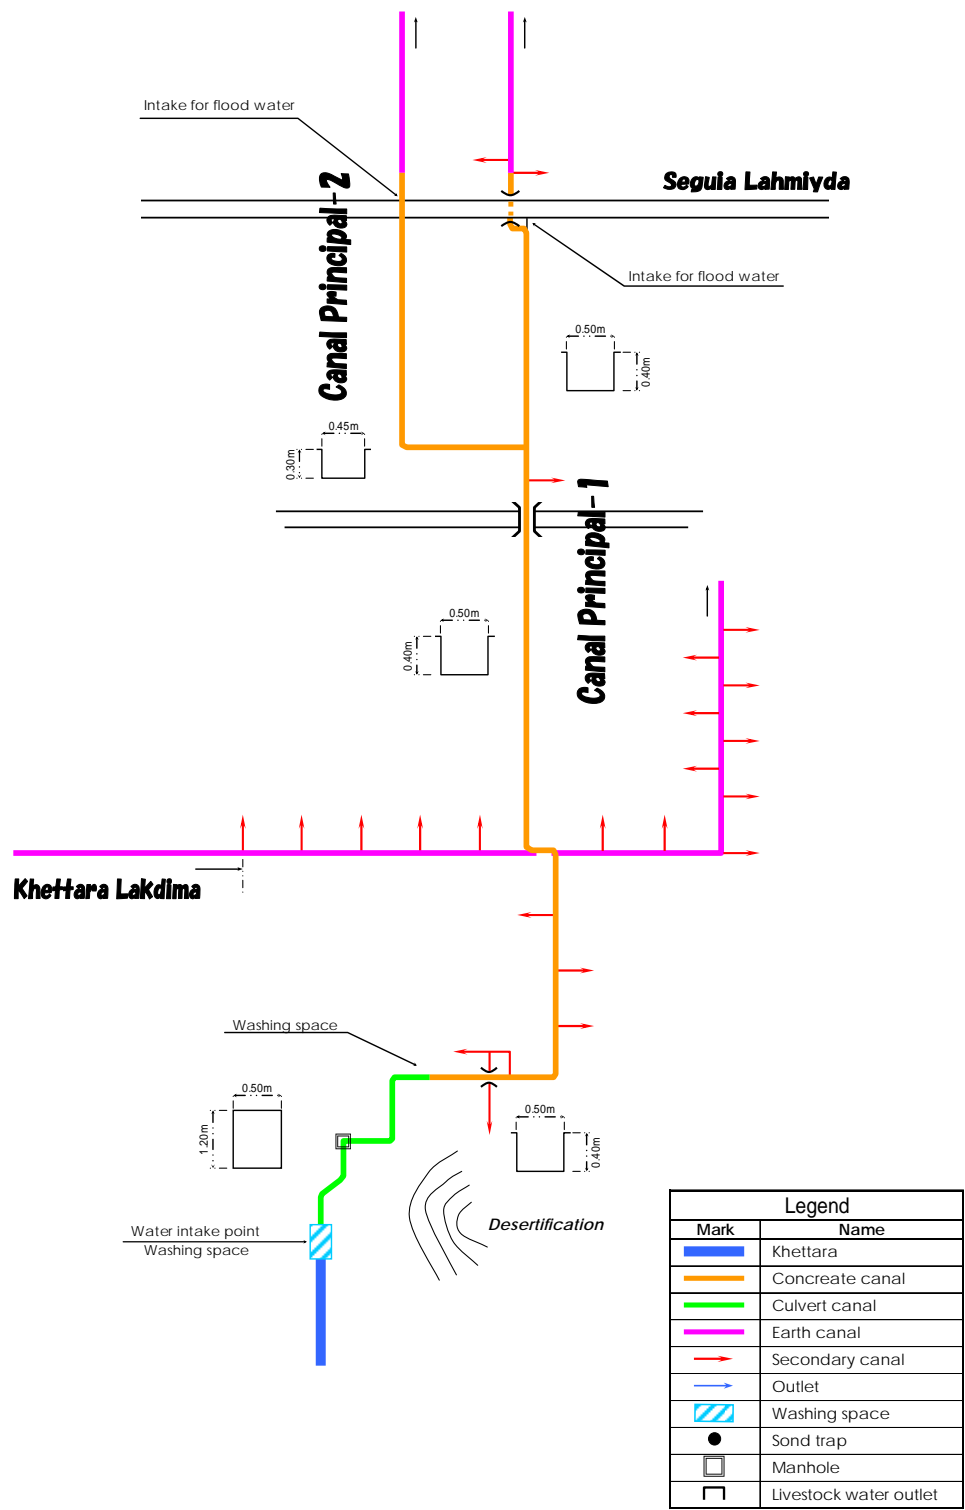 Intake for flood water
Canal Principal-2
Seguia Lahmiyda
Intake for flood water
0.50m
0.40m
0.45m
0.30m
Canal Principal-1
0.50m
0.40m
Khettara Lakdima
Washing space
0.50m
1.20m
0.50m
0.40m
Desertification
Water intake point
Washing space
Legend
Mark Name
Khettara
Concreate canal
Culvert canal
Earth canal
Secondary canal
Outlet
Washing space
Sond trap
Manhole
Livestock water outlet